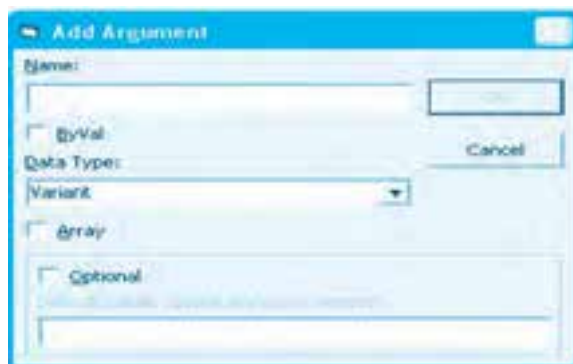 Add Argument
Name:
ByVal
Cancel
Data Type:
Variant
Array
Optional